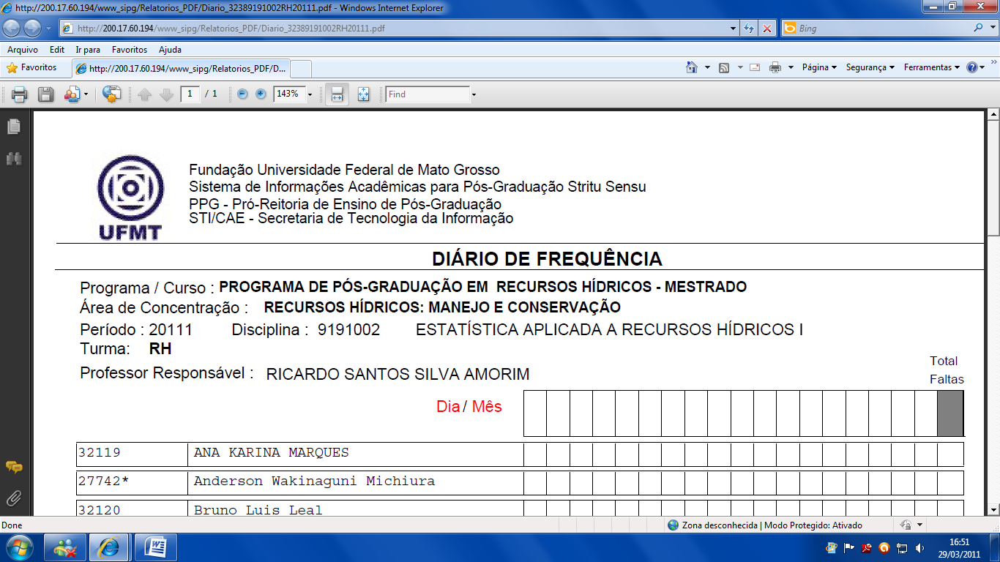 http://200.17.60.194/www_sipg/Relatorios_PDF/Diario_32389191002RH20111.pdf - Windows Internet Explorer
http://200.17.60.194/www_sipg/Relatorios_PDF/Diario_32389191002RH20111.pdf
Bing
Arquivo Edit Ir para Favoritos Ajuda
Favoritos http://200.17.60.194/www_sipg/Relatorios_PDF/D... Página Segurança Ferramentas
1 / 1 143% Find
UFMT
Fundação Universidade Federal de Mato Grosso
Sistema de Informações Acadêmicas para Pós-Graduação Stritu Sensu
PPG - Pró-Reitoria de Ensino de Pós-Graduação
STI/CAE - Secretaria de Tecnologia da Informação
DIÁRIO DE FREQUÊNCIA
Programa / Curso : PROGRAMA DE PÓS-GRADUAÇÃO EM RECURSOS HÍDRICOS - MESTRADO
Área de Concentração : RECURSOS HÍDRICOS: MANEJO E CONSERVAÇÃO
Período : 20111 Disciplina : 9191002 ESTATÍSTICA APLICADA A RECURSOS HÍDRICOS I
Turma: RH
Professor Responsável : RICARDO SANTOS SILVA AMORIM
Total
Faltas
Dia / Mês
32119 ANA KARINA MARQUES
27742* Anderson Wakinaguni Michiura
32120 Bruno Luis Leal
Done Zona desconhecida | Modo Protegido: Ativado
16:51
29/03/2011